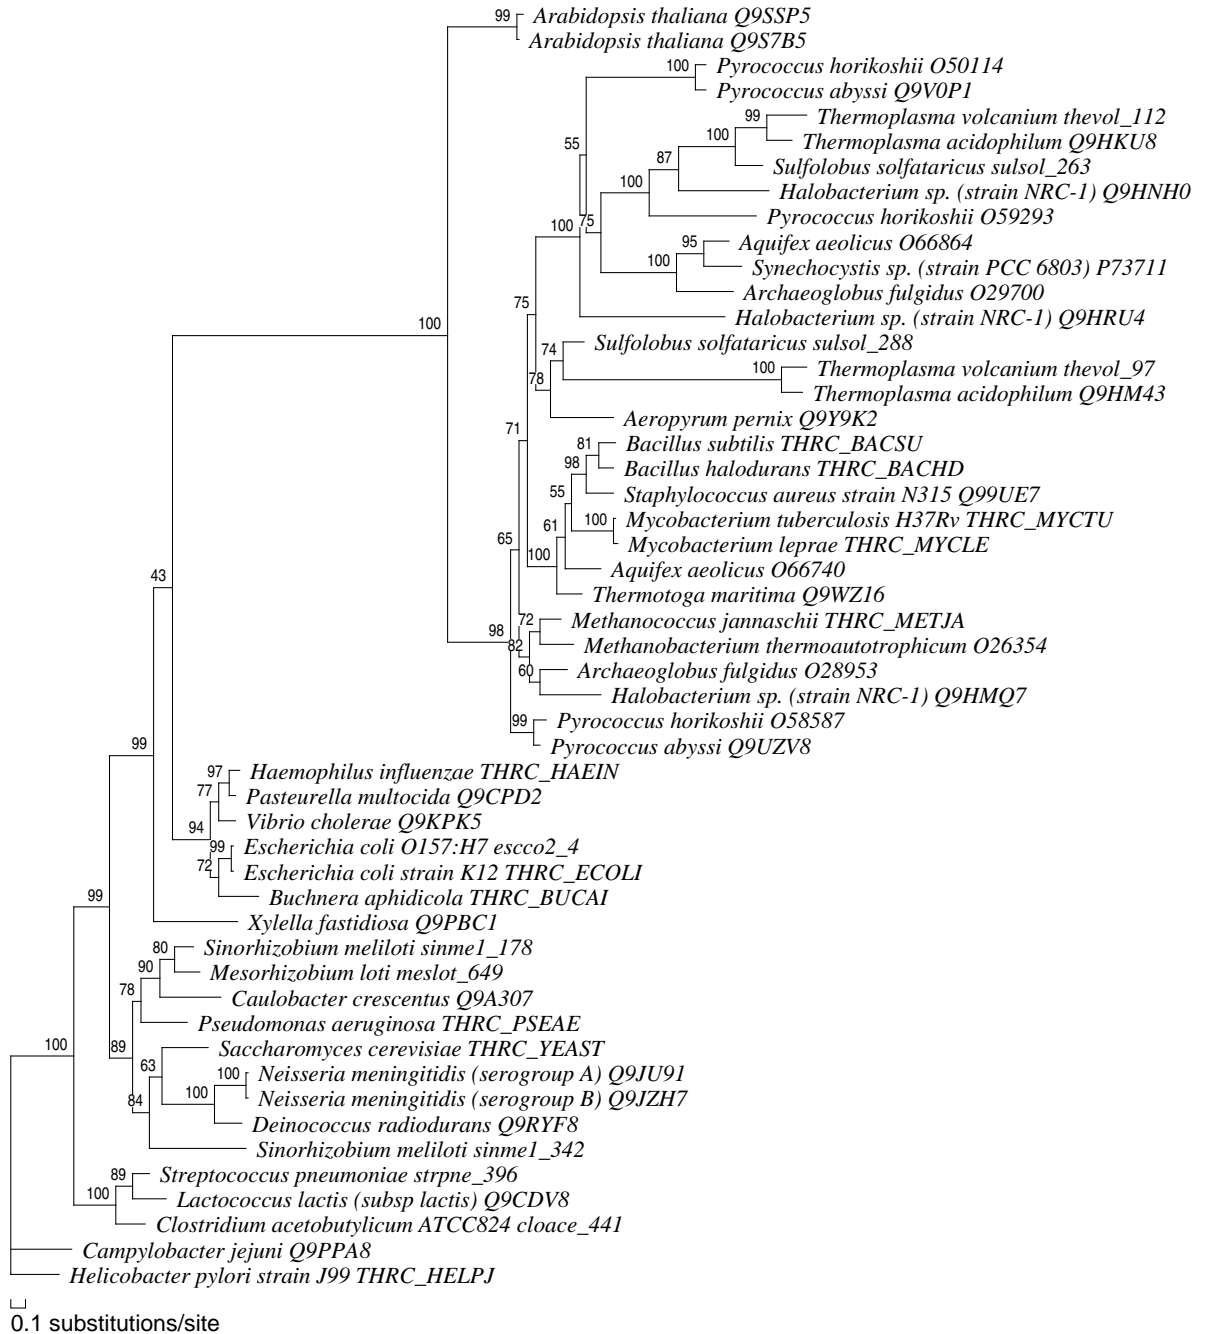 99
Arabidopsis thaliana Q9SSP5
Arabidopsis thaliana Q9S7B5
100
Pyrococcus horikoshii O50114
Pyrococcus abyssi Q9V0P1
99
Thermoplasma volcanium thevol_112
100
Thermoplasma acidophilum Q9HKU8
55
87
Sulfolobus solfataricus sulsol_263
100
Halobacterium sp. (strain NRC-1) Q9HNH0
100
75
Pyrococcus horikoshii O59293
95
Aquifex aeolicus O66864
100
Synechocystis sp. (strain PCC 6803) P73711
Archaeoglobus fulgidus O29700
75
100
Halobacterium sp. (strain NRC-1) Q9HRU4
74
Sulfolobus solfataricus sulsol_288
78
100
Thermoplasma volcanium thevol_97
Thermoplasma acidophilum Q9HM43
71
Aeropyrum pernix Q9Y9K2
81
Bacillus subtilis THRC_BACSU
98
Bacillus halodurans THRC_BACHD
55
Staphylococcus aureus strain N315 Q99UE7
61
100
Mycobacterium tuberculosis H37Rv THRC_MYCTU
65
100
Mycobacterium leprae THRC_MYCLE
Aquifex aeolicus O66740
43
Thermotoga maritima Q9WZ16
98
72
Methanococcus jannaschii THRC_METJA
82
Methanobacterium thermoautotrophicum O26354
60
Archaeoglobus fulgidus O28953
Halobacterium sp. (strain NRC-1) Q9HMQ7
99
Pyrococcus horikoshii O58587
99
Pyrococcus abyssi Q9UZV8
97
Haemophilus influenzae THRC_HAEIN
77
Pasteurella multocida Q9CPD2
94
Vibrio cholerae Q9KPK5
99
Escherichia coli O157:H7 escco2_4
72
Escherichia coli strain K12 THRC_ECOLI
99
Buchnera aphidicola THRC_BUCAI
Xylella fastidiosa Q9PBC1
80
Sinorhizobium meliloti sinme1_178
90
Mesorhizobium loti meslot_649
78
Caulobacter crescentus Q9A307
Pseudomonas aeruginosa THRC_PSEAE
100
89
Saccharomyces cerevisiae THRC_YEAST
63
100
Neisseria meningitidis (serogroup A) Q9JU91
84
100
Neisseria meningitidis (serogroup B) Q9JZH7
Deinococcus radiodurans Q9RYF8
Sinorhizobium meliloti sinme1_342
89
Streptococcus pneumoniae strpne_396
100
Lactococcus lactis (subsp lactis) Q9CDV8
Clostridium acetobutylicum ATCC824 cloace_441
Campylobacter jejuni Q9PPA8
Helicobacter pylori strain J99 THRC_HELPJ
0.1 substitutions/site